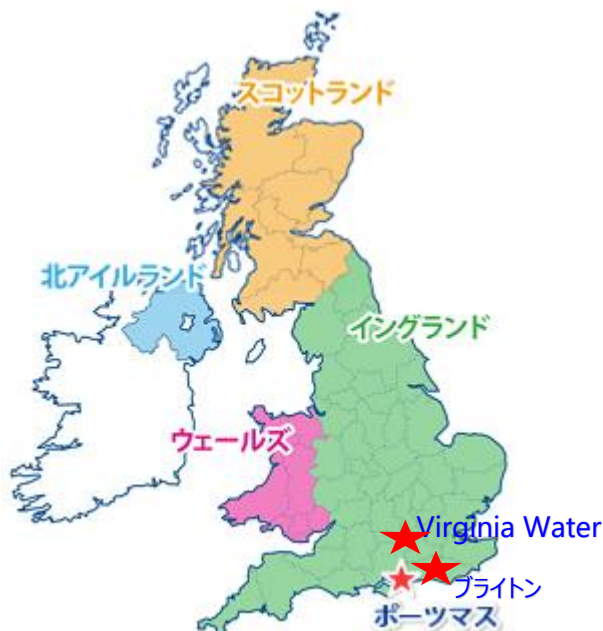 スコットランド
北アイルランド
イングランド
ウェールズ
Virginia Water
ブライトン
ポーツマス